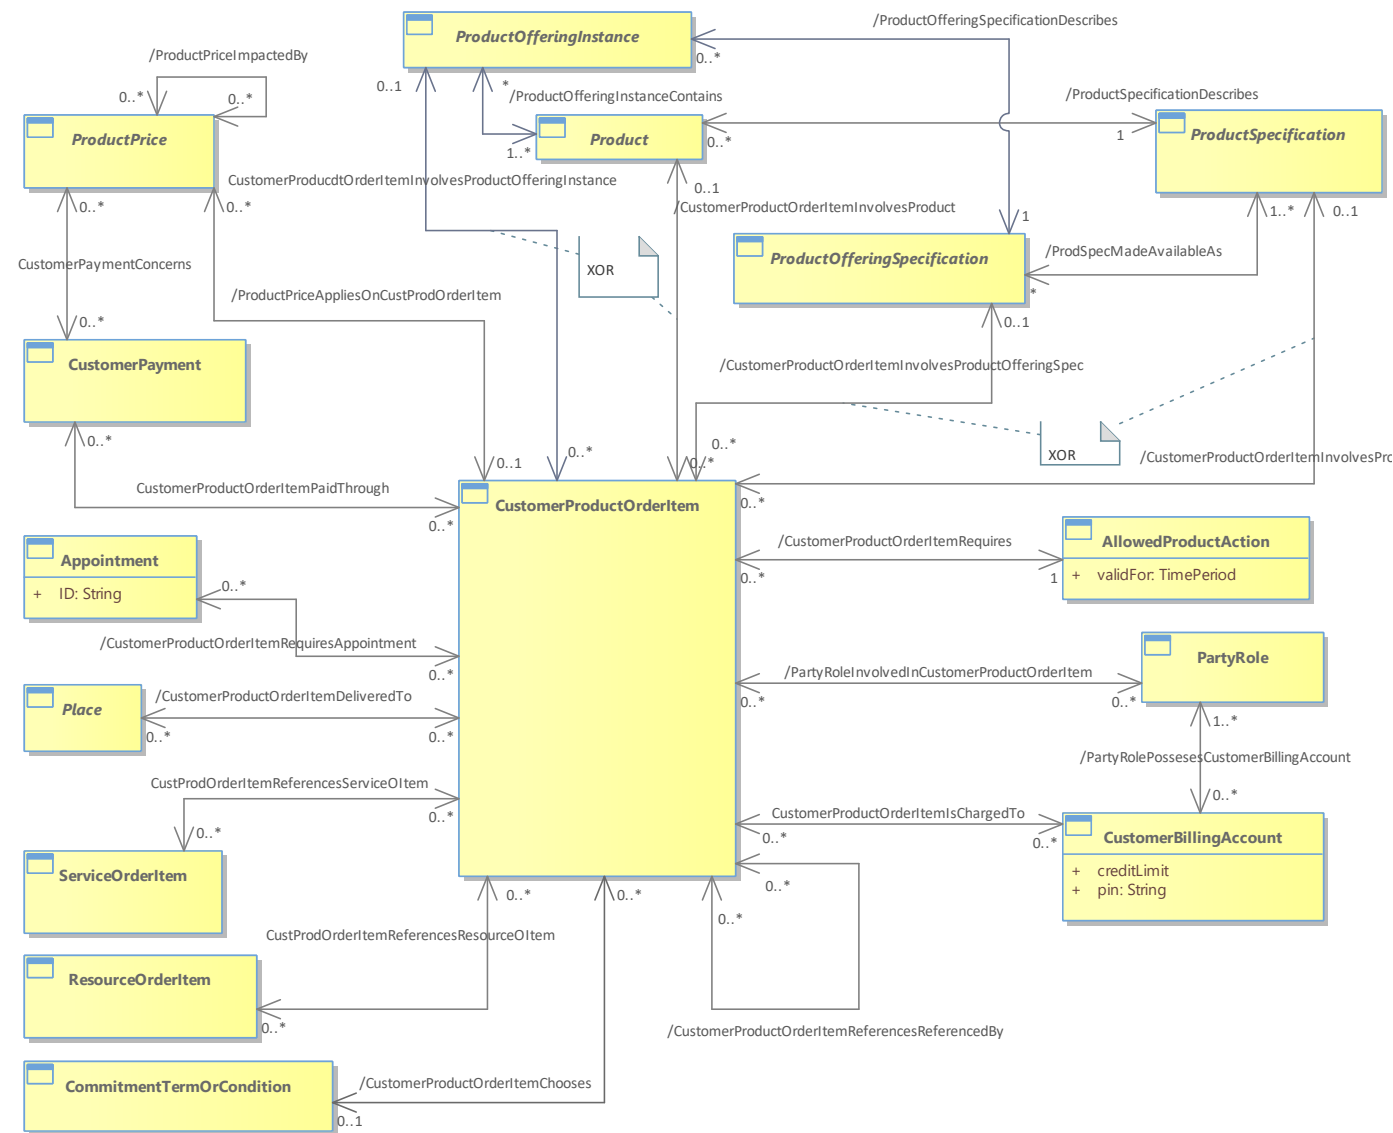 /ProductOfferingSpecificationDescribes
ProductOfferingInstance
/ProductPriceImpactedBy
0..*
0..1
*
0..*
0..*
/ProductOfferingInstanceContains
/ProductSpecificationDescribes
ProductPrice
Product
1..*
0..*
1
ProductSpecification
CustomerProducdtOrderItemInvolvesProductOfferingInstance
0..1
0..*
0..*
/CustomerProductOrderItemInvolvesProduct
1
1..*
0..1
ProductOfferingSpecification
/ProdSpecMadeAvailableAs
*
CustomerPaymentConcerns
XOR
/ProductPriceAppliesOnCustProdOrderItem
0..*
0..1
CustomerPayment
/CustomerProductOrderItemInvolvesProductOfferingSpec
0..*
0..*
0..*
0..1
0..*
XOR
/CustomerProductOrderItemInvolvesPro
CustomerProductOrderItemPaidThrough
0..*
CustomerProductOrderItem
0..*
Appointment
+ ID: String
0..*
/CustomerProductOrderItemRequires
0..*
1
AllowedProductAction
+ validFor: TimePeriod
/CustomerProductOrderItemRequiresAppointment
0..*
PartyRole
/PartyRoleInvolvedInCustomerProductOrderItem
0..*
0..*
1..*
Place
/CustomerProductOrderItemDeliveredTo
0..*
0..*
/PartyRolePossesesCustomerBillingAccount
0..*
CustProdOrderItemReferencesServiceOItem
0..*
0..*
CustomerProductOrderItemIsChargedTo
0..*
0..*
CustomerBillingAccount
+ creditLimit
+ pin: String
ServiceOrderItem
0..*
0..*
0..*
0..*
CustProdOrderItemReferencesResourceOItem
ResourceOrderItem
0..*
/CustomerProductOrderItemReferencesReferencedBy
CommitmentTermOrCondition
/CustomerProductOrderItemChooses
0..1